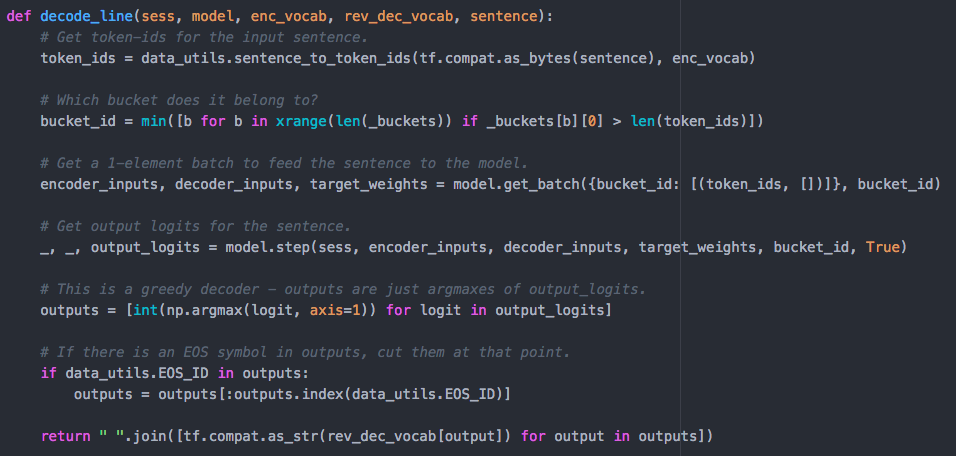 def decode_line(sess, model, enc_vocab, rev_dec_vocab, sentence):
    # Get token-ids for the input sentence.
    token_ids = data_utils.sentence_to_token_ids(tf.compat.as_bytes(sentence), enc_vocab)

    # Which bucket does it belong to?
    bucket_id = min([b for b in xrange(len(_buckets)) if _buckets[b][0] > len(token_ids)])

    # Get a 1-element batch to feed the sentence to the model.
    encoder_inputs, decoder_inputs, target_weights = model.get_batch({bucket_id: [(token_ids, [])]}, bucket_id)

    # Get output logits for the sentence.
    _, _, output_logits = model.step(sess, encoder_inputs, decoder_inputs, target_weights, bucket_id, True)

    # This is a greedy decoder - outputs are just argmaxes of output_logits.
    outputs = [int(np.argmax(logit, axis=1)) for logit in output_logits]

    # If there is an EOS symbol in outputs, cut them at that point.
    if data_utils.EOS_ID in outputs:
        outputs = outputs[:outputs.index(data_utils.EOS_ID)]

    return " ".join([tf.compat.as_str(rev_dec_vocab[output]) for output in outputs])